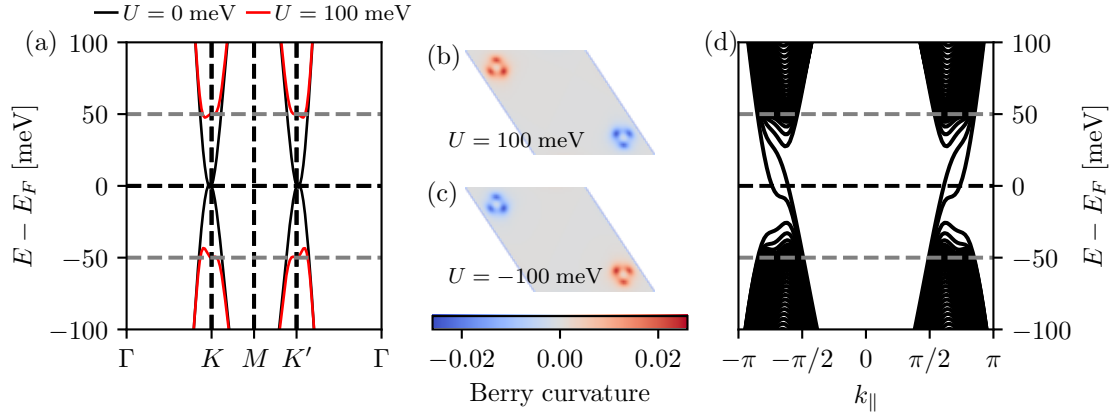 U = 0 meV U = 100 meV
(a)
100
50
0
−50
−100
E − E_F [meV]
Γ K M K′ Γ
(b)
U = 100 meV
(c)
U = −100 meV
−0.02 0.00 0.02
Berry curvature
(d)
100
50
0
−50
−100
E − E_F [meV]
−π −π/2 0 π/2 π
k_∥